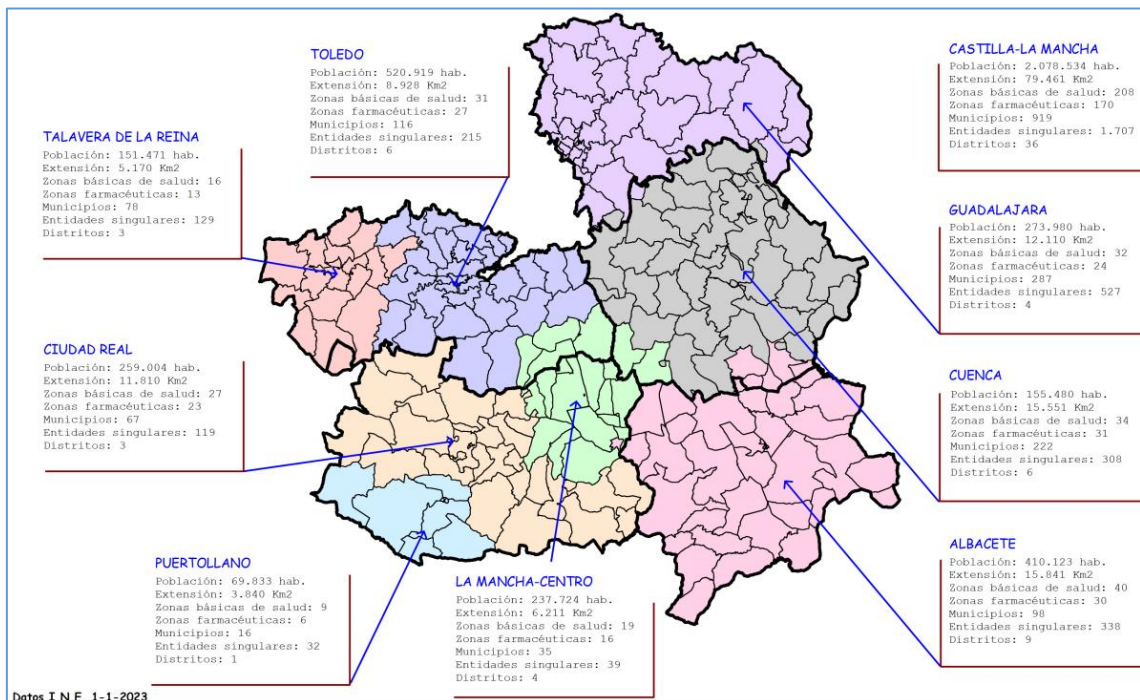 TOLEDO
Población: 520.919 hab.
Extensión: 8.928 Km2
Zonas básicas de salud: 31
Zonas farmacéuticas: 27
Municipios: 116
Entidades singulares: 215
Distritos: 6
CASTILLA-LA MANCHA
Población: 2.078.534 hab.
Extensión: 79.461 Km2
Zonas básicas de salud: 208
Zonas farmacéuticas: 170
Municipios: 919
Entidades singulares: 1.707
Distritos: 36
TALAVERA DE LA REINA
Población: 151.471 hab.
Extensión: 5.170 Km2
Zonas básicas de salud: 16
Zonas farmacéuticas: 13
Municipios: 78
Entidades singulares: 129
Distritos: 3
GUADALAJARA
Población: 273.980 hab.
Extensión: 12.110 Km2
Zonas básicas de salud: 32
Zonas farmacéuticas: 24
Municipios: 287
Entidades singulares: 527
Distritos: 4
CIUDAD REAL
Población: 259.004 hab.
Extensión: 11.810 Km2
Zonas básicas de salud: 27
Zonas farmacéuticas: 23
Municipios: 67
Entidades singulares: 119
Distritos: 3
CUENCA
Población: 155.480 hab.
Extensión: 15.551 Km2
Zonas básicas de salud: 34
Zonas farmacéuticas: 31
Municipios: 222
Entidades singulares: 308
Distritos: 6
PUERTOLLANO
Población: 69.833 hab.
Extensión: 3.840 Km2
Zonas básicas de salud: 9
Zonas farmacéuticas: 6
Municipios: 16
Entidades singulares: 32
Distritos: 1
LA MANCHA-CENTRO
Población: 237.724 hab.
Extensión: 6.211 Km2
Zonas básicas de salud: 19
Zonas farmacéuticas: 16
Municipios: 35
Entidades singulares: 39
Distritos: 4
ALBACETE
Población: 410.123 hab.
Extensión: 15.841 Km2
Zonas básicas de salud: 40
Zonas farmacéuticas: 30
Municipios: 98
Entidades singulares: 338
Distritos: 9
Datos I.N.E. 1-1-2023